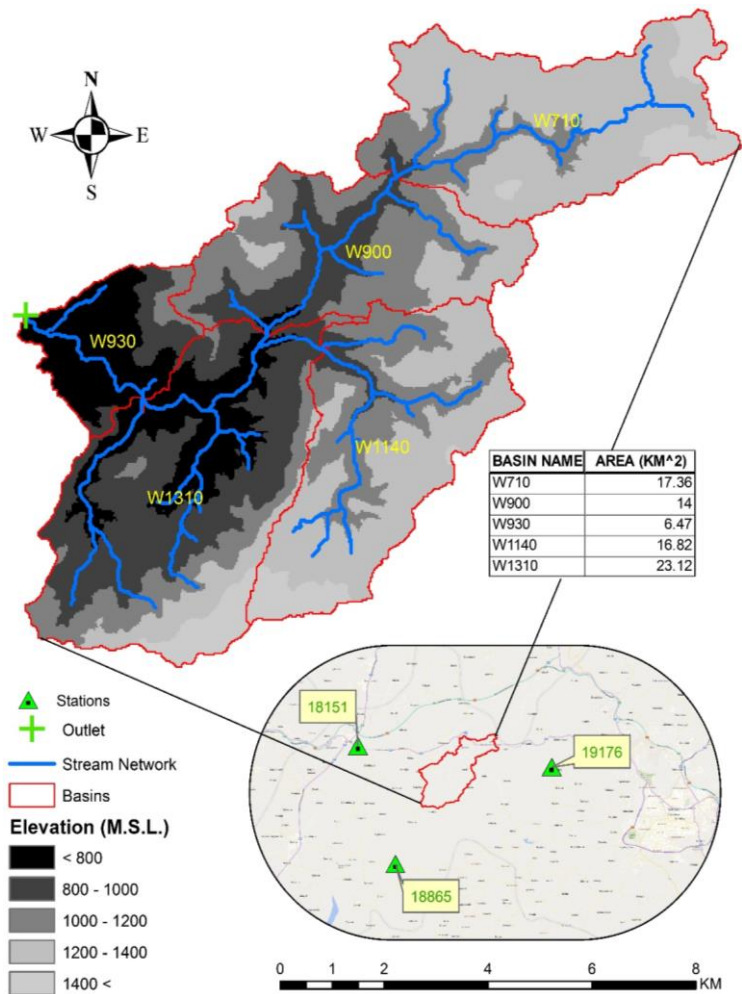 N
W E
S
W710
W900
W930
W1140
W1310
BASIN NAME AREA (KM^2)
W710 17.36
W900 14
W930 6.47
W1140 16.82
W1310 23.12
Stations
Outlet
Stream Network
Basins
Elevation (M.S.L.)
< 800
800 - 1000
1000 - 1200
1200 - 1400
1400 <
18151
19176
18865
0 1 2 4 6 8
KM